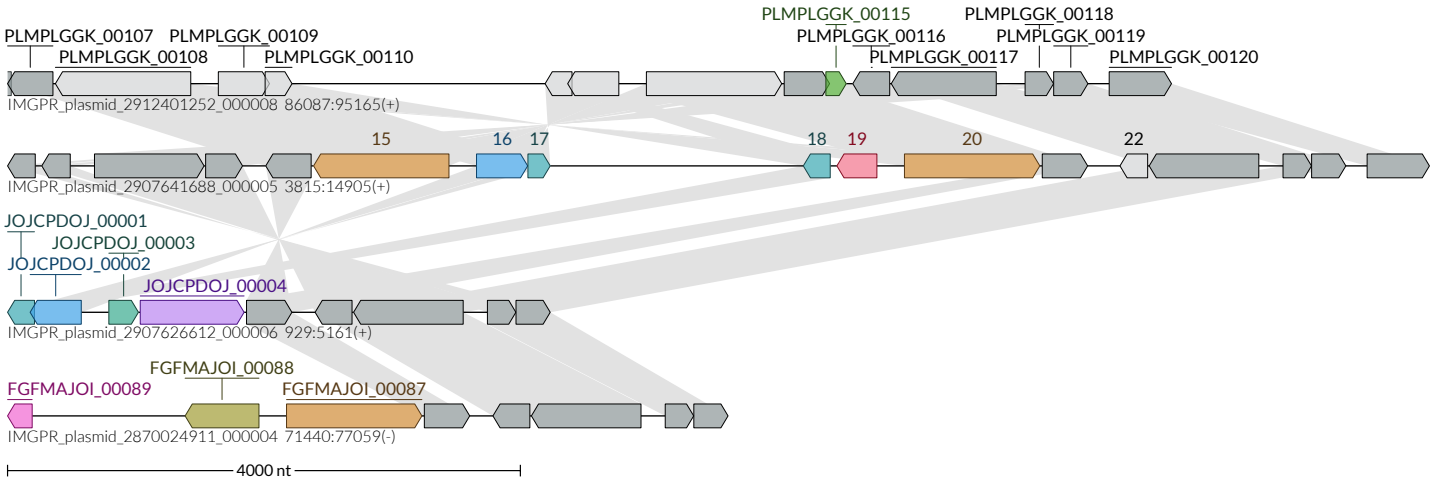 PLMPLGGK_00115 PLMPLGGK_00118
PLMPLGGK_00107 PLMPLGGK_00109 PLMPLGGK_00116 PLMPLGGK_00119
PLMPLGGK_00108 PLMPLGGK_00110 PLMPLGGK_00117 PLMPLGGK_00120
IMGPR_plasmid_2912401252_000008 86087:95165(+)
15 16 17 18 19 20 22
IMGPR_plasmid_2907641688_000005 3815:14905(+)
JOJCPDOJ_00001
JOJCPDOJ_00003
JOJCPDOJ_00002
JOJCPDOJ_00004
IMGPR_plasmid_2907626612_000006 929:5161(+)
FGFMAJOI_00088
FGFMAJOI_00089 FGFMAJOI_00087
IMGPR_plasmid_2870024911_000004 71440:77059(-)
4000 nt